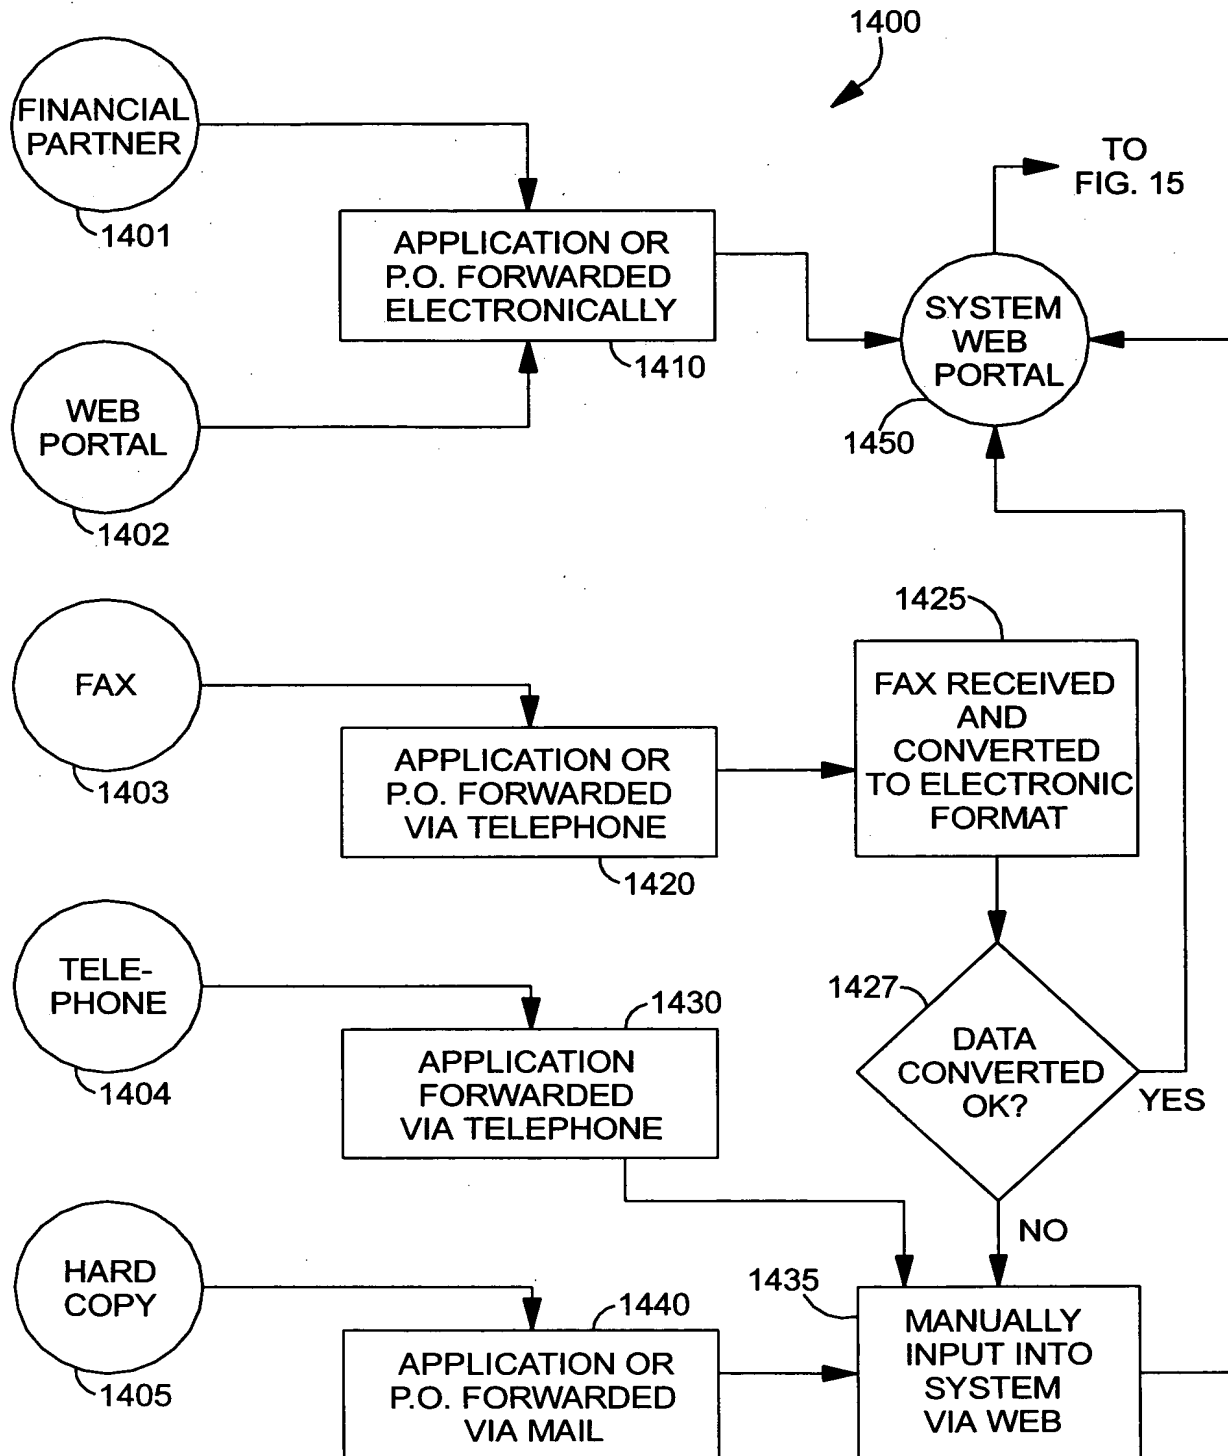 1400
FINANCIAL
PARTNER
1401
TO
FIG. 15
APPLICATION OR
P.O. FORWARDED
ELECTRONICALLY
1410
SYSTEM
WEB
PORTAL
1450
WEB
PORTAL
1402
FAX
1403
APPLICATION OR
P.O. FORWARDED
VIA TELEPHONE
1420
1425
FAX RECEIVED
AND
CONVERTED
TO ELECTRONIC
FORMAT
TELE-
PHONE
1404
1430
APPLICATION
FORWARDED
VIA TELEPHONE
1427
DATA
CONVERTED
OK?
YES
NO
HARD
COPY
1405
1440
APPLICATION OR
P.O. FORWARDED
VIA MAIL
1435
MANUALLY
INPUT INTO
SYSTEM
VIA WEB